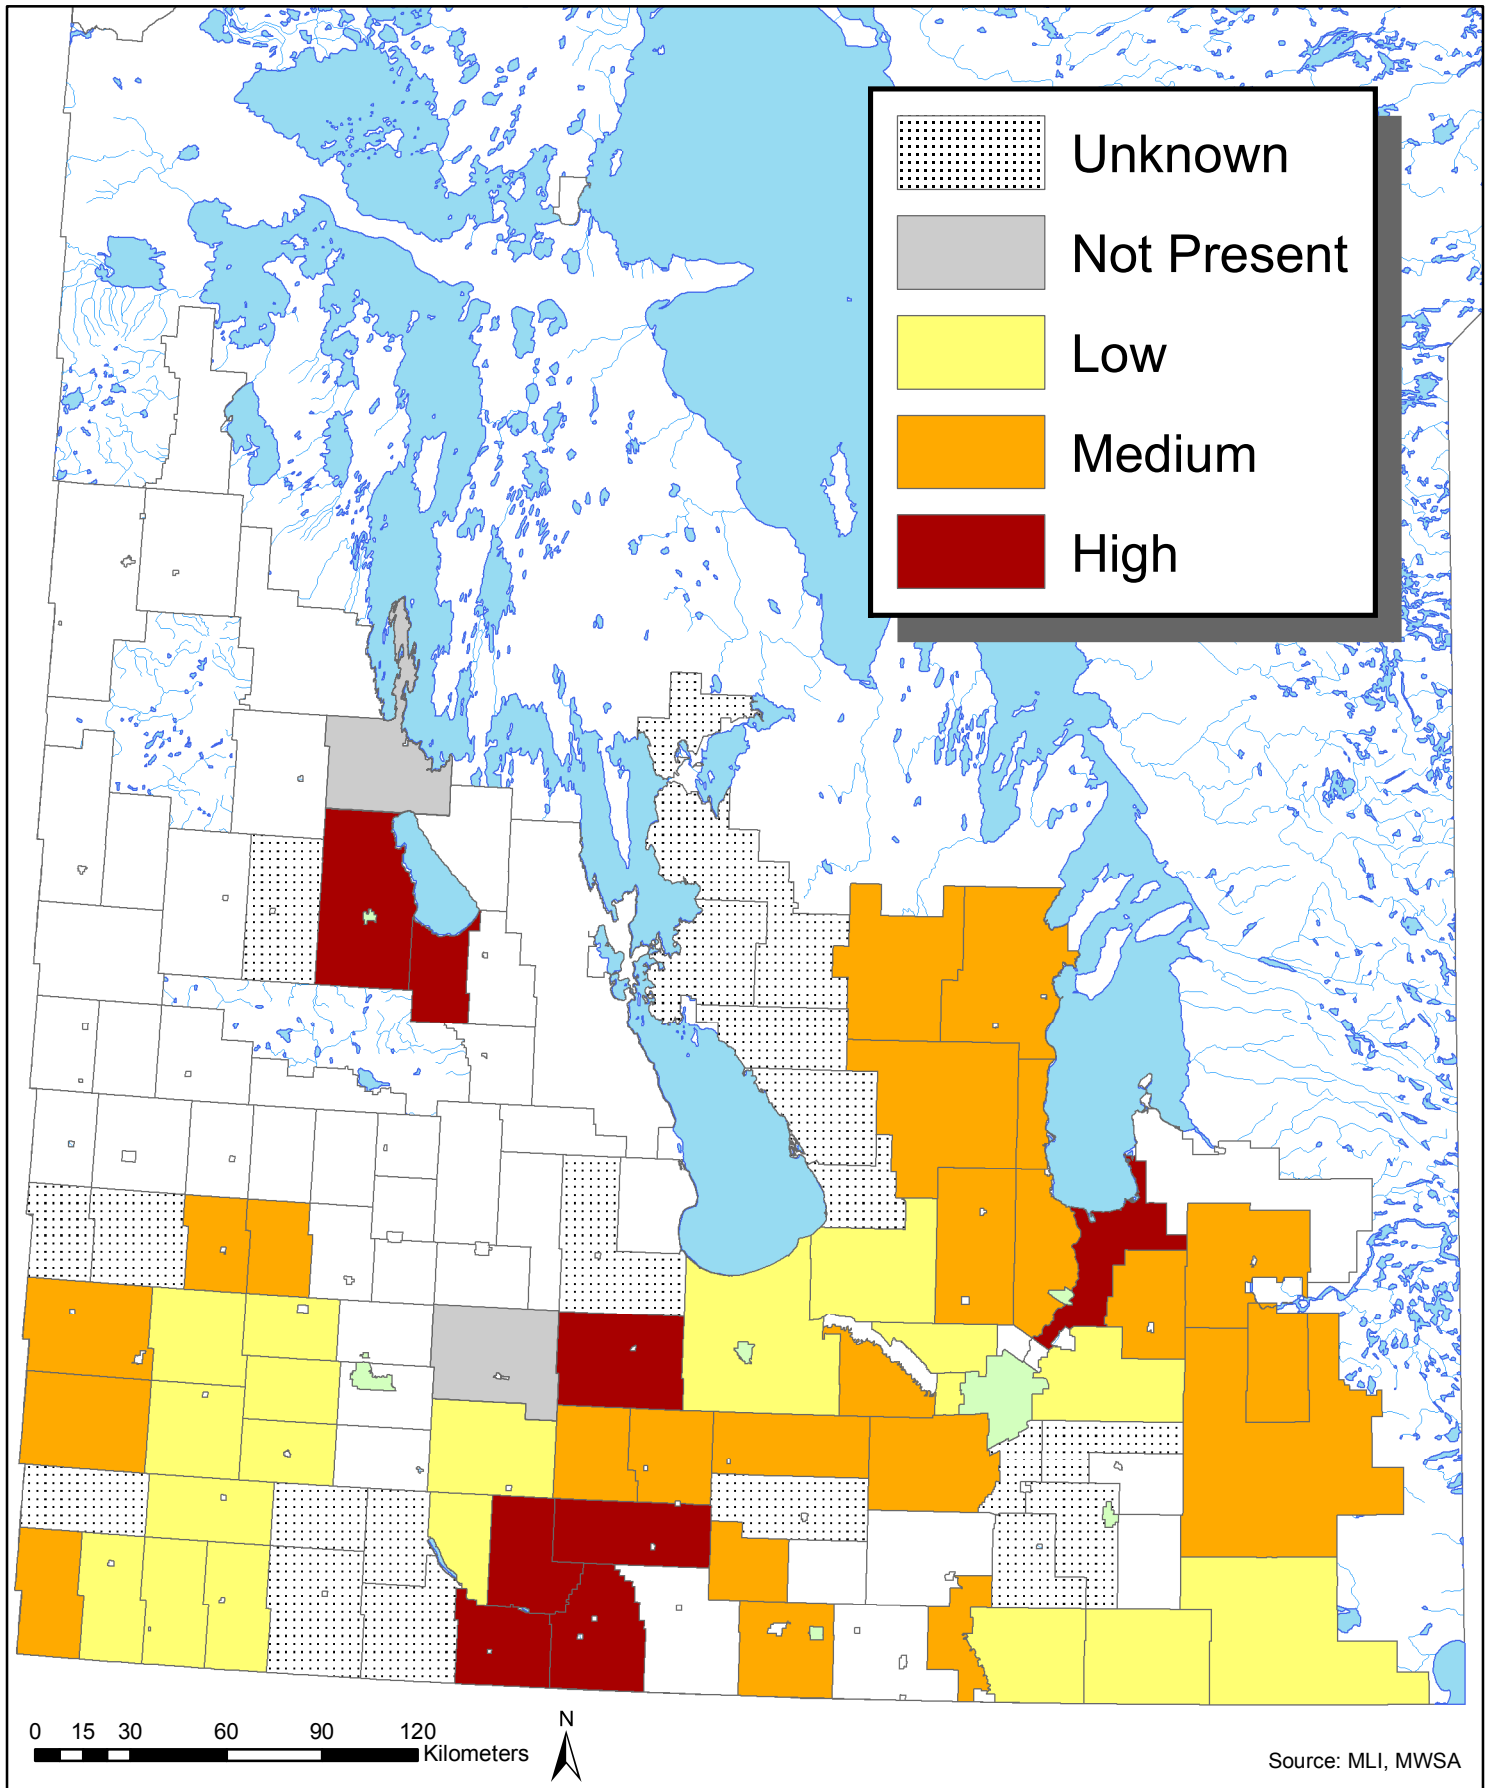 Unknown
Not Present
Low
Medium
High
0 15 30 60 90 120
Kilometers
N
Source: MLI, MWSA